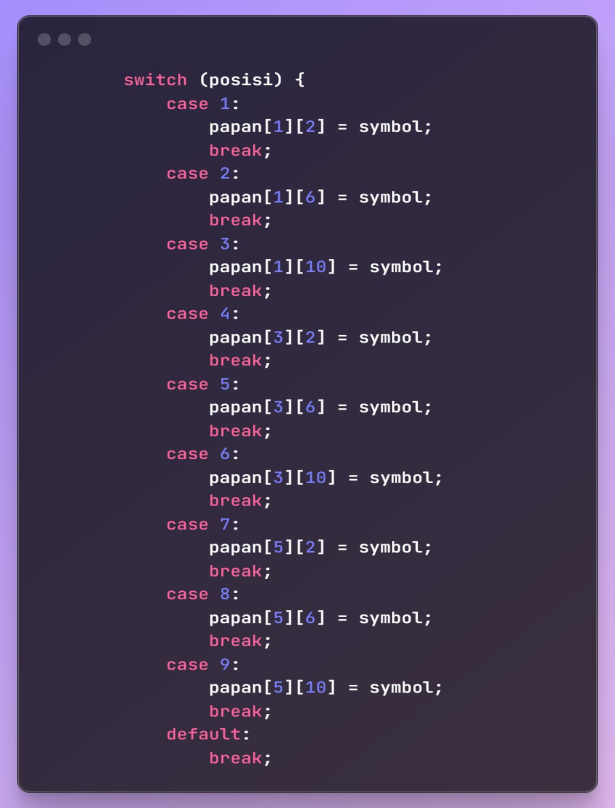 switch (posisi) {
case 1:
papan[1][2] = symbol;
break;
case 2:
papan[1][6] = symbol;
break;
case 3:
papan[1][10] = symbol;
break;
case 4:
papan[3][2] = symbol;
break;
case 5:
papan[3][6] = symbol;
break;
case 6:
papan[3][10] = symbol;
break;
case 7:
papan[5][2] = symbol;
break;
case 8:
papan[5][6] = symbol;
break;
case 9:
papan[5][10] = symbol;
break;
default:
break;